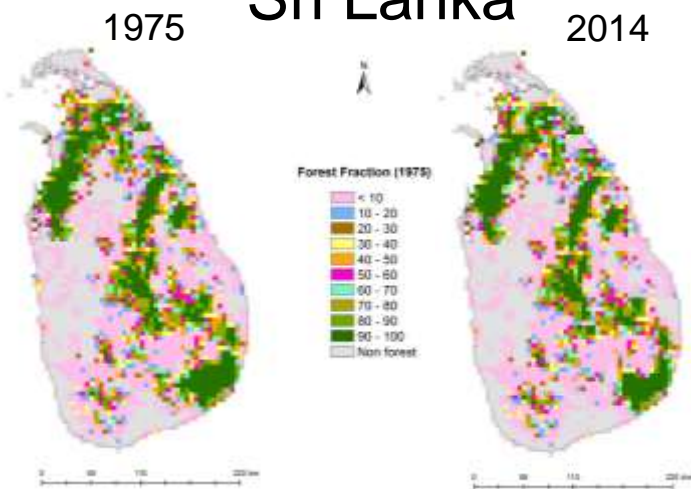 Sri Lanka
1975
2014
N
Forest Fraction (1975)
< 10
10 - 20
20 - 30
30 - 40
40 - 50
50 - 60
60 - 70
70 - 80
80 - 90
90 - 100
Non forest